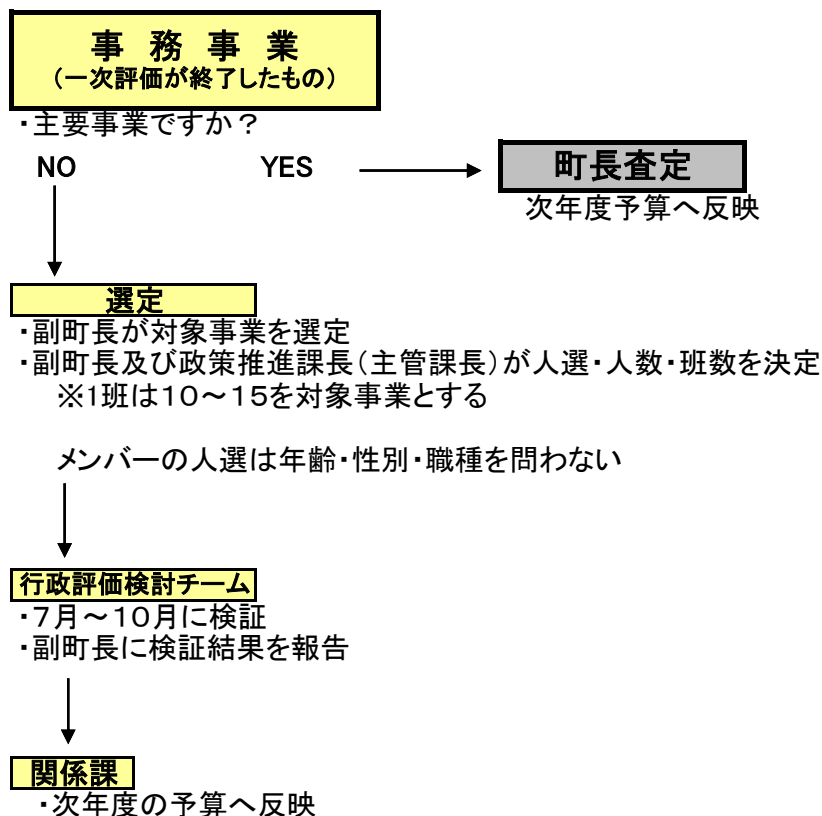 事 務 事 業
（一次評価が終了したもの）
・主要事業ですか？
NO YES 町長査定
次年度予算へ反映
選定
・副町長が対象事業を選定
・副町長及び政策推進課長（主管課長）が人選・人数・班数を決定
※1班は１０～１５を対象事業とする
メンバーの人選は年齢・性別・職種を問わない
行政評価検討チーム
・７月～１０月に検証
・副町長に検証結果を報告
関係課
・次年度の予算へ反映